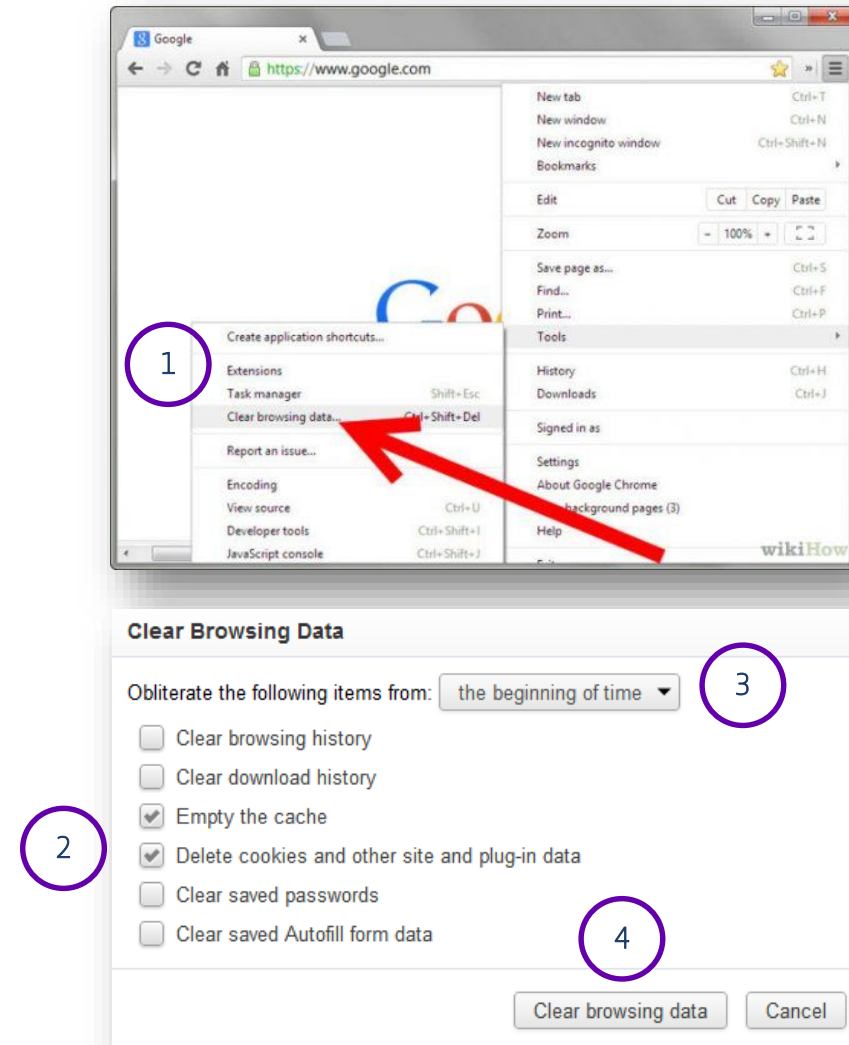 Google
https://www.google.com
»
New tab Ctrl+T
New window Ctrl+N
New incognito window Ctrl+Shift+N
Bookmarks
Edit Cut Copy Paste
Zoom - 100% +
Save page as... Ctrl+S
Find... Ctrl+F
Print... Ctrl+P
Tools
History Ctrl+H
Downloads Ctrl+J
Signed in as
Settings
About Google Chrome
background pages (3)
Help
1
Create application shortcuts...
Extensions
Task manager Shift+Esc
Clear browsing data... Ctrl+Shift+Del
Report an issue...
Encoding
View source Ctrl+U
Developer tools Ctrl+Shift+I
JavaScript console Ctrl+Shift+J
wikiHow
Clear Browsing Data
Obliterate the following items from: the beginning of time
3
Clear browsing history
Clear download history
Empty the cache
2
Delete cookies and other site and plug-in data
Clear saved passwords
Clear saved Autofill form data
4
Clear browsing data Cancel